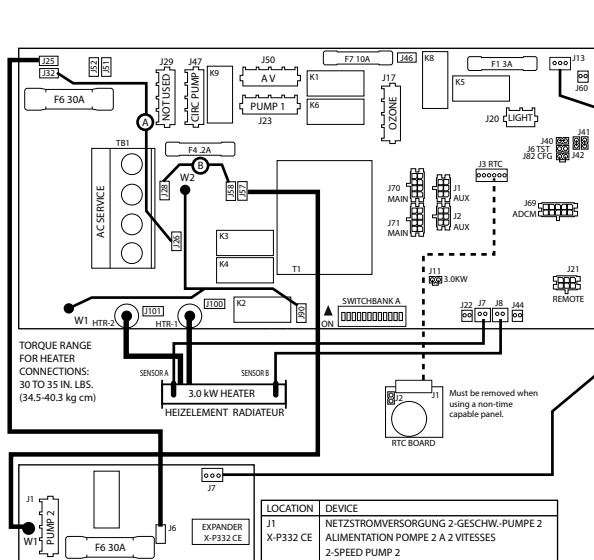 J25
J32
J52
J51
J29
NOT USED
J47
CIRC PUMP
K9
J50
A V
PUMP 1
J23
K1
K6
F7 10A
J46
K8
F1 3A
K5
J13
J60
J17
OZONE
J20
LIGHT
F6 30A
A
F4 .2A
B
TB1
AC SERVICE
J28
W2
J58
J57
J26
K3
K4
T1
J40
J41
J6 TST
J82 CFG
J42
J3 RTC
J70
MAIN
J1
AUX
J71
MAIN
J2
AUX
J69
ADCM
J11
3.0KW
J21
REMOTE
W1
HTR-2
J101
HTR-1
J100
K2
J90
ON
SWITCHBANK A
J22
J7
J8
J44
TORQUE RANGE
FOR HEATER
CONNECTIONS:
30 TO 35 IN. LBS.
(34.5-40.3 kg cm)
SENSOR A
SENSOR B
3.0 kW HEATER
HEIZELEMENT RADIATEUR
J2
J1
RTC BOARD
Must be removed when
using a non-time
capable panel.
J7
J1
PUMP 2
W1
F6 30A
J6
EXPANDER
X-P332 CE
LOCATION DEVICE
J1 NETZSTROMVERSORGUNG 2-GESCHW.-PUMPE 2
X-P332 CE ALIMENTATION POMPE 2 A 2 VITESSES
2-SPEED PUMP 2